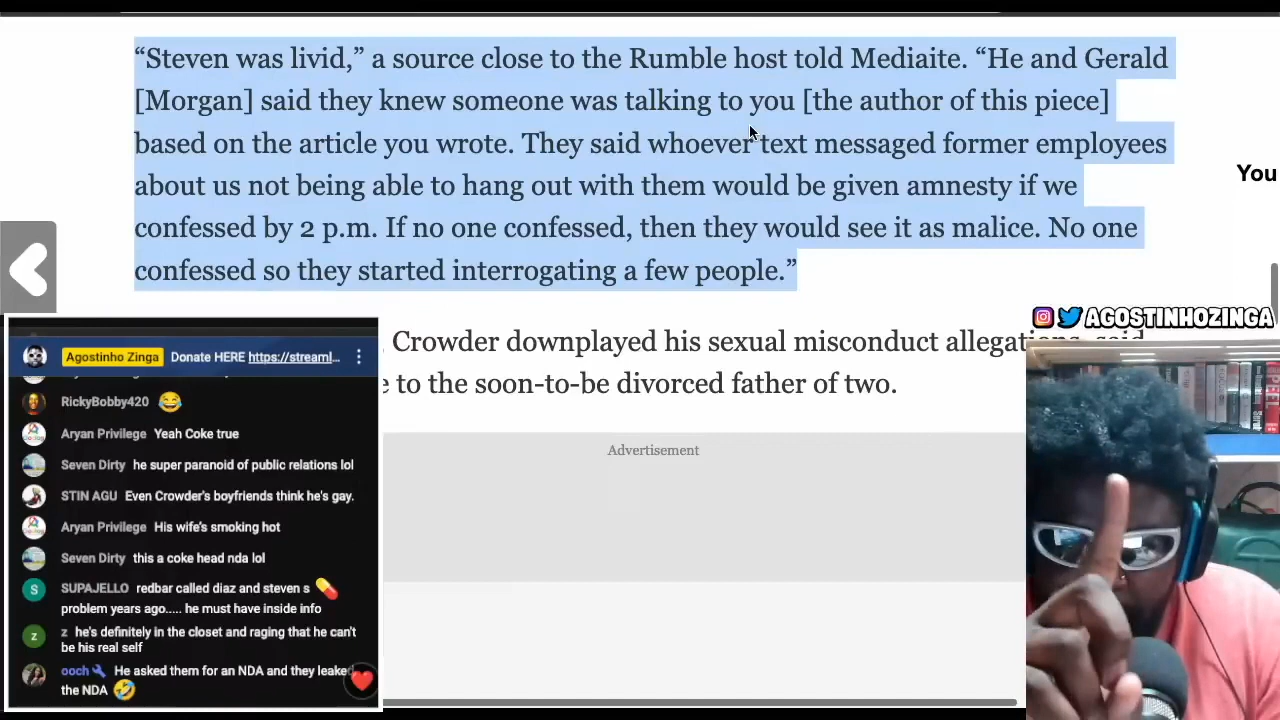 “Steven was livid,” a source close to the Rumble host told Mediaite. “He and Gerald
[Morgan] said they knew someone was talking to you [the author of this piece]
based on the article you wrote. They said whoever text messaged former employees
about us not being able to hang out with them would be given amnesty if we
confessed by 2 p.m. If no one confessed, then they would see it as malice. No one
confessed so they started interrogating a few people.”
You
AGOSTINHOZINGA
Crowder downplayed his sexual misconduct allegations, said
e to the soon-to-be divorced father of two.
Advertisement
Agostinho Zinga Donate HERE https://streaml...
RickyBobby420 😂
Aryan Privilege Yeah Coke true
Seven Dirty he super paranoid of public relations lol
STIN AGU Even Crowder's boyfriends think he's gay.
Aryan Privilege His wife's smoking hot
Seven Dirty this a coke head nda lol
S SUPAJELLO redbar called diaz and steven s 💊
problem years ago..... he must have inside info
z z he's definitely in the closet and raging that he can't
be his real self
ooch 🔧 He asked them for an NDA and they leaked
the NDA 🤣